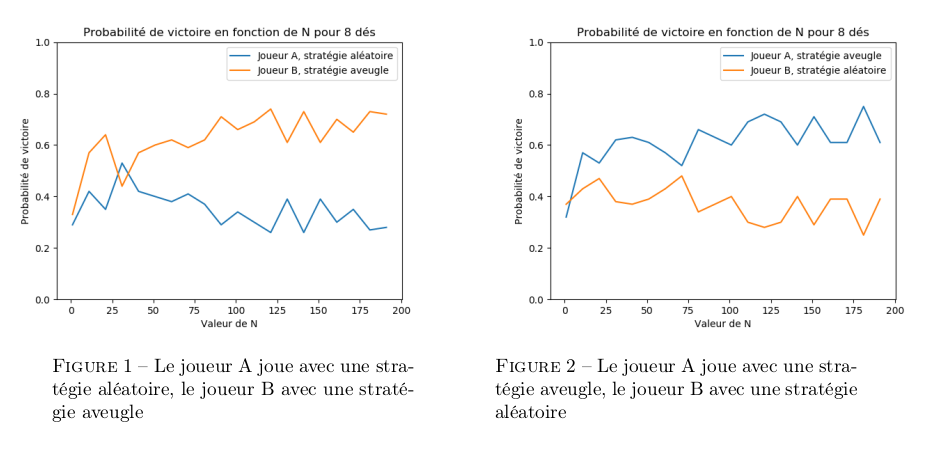 Probabilité de victoire en fonction de N pour 8 dés
1.0
0.8
0.6
0.4
0.2
0.0
Probabilité de victoire
Joueur A, stratégie aléatoire
Joueur B, stratégie aveugle
0 25 50 75 100 125 150 175 200
Valeur de N
FIGURE 1 – Le joueur A joue avec une stra-
tégie aléatoire, le joueur B avec une straté-
gie aveugle
Probabilité de victoire en fonction de N pour 8 dés
1.0
0.8
0.6
0.4
0.2
0.0
Probabilité de victoire
Joueur A, stratégie aveugle
Joueur B, stratégie aléatoire
0 25 50 75 100 125 150 175 200
Valeur de N
FIGURE 2 – Le joueur A joue avec une stra-
tégie aveugle, le joueur B avec une stratégie
aléatoire